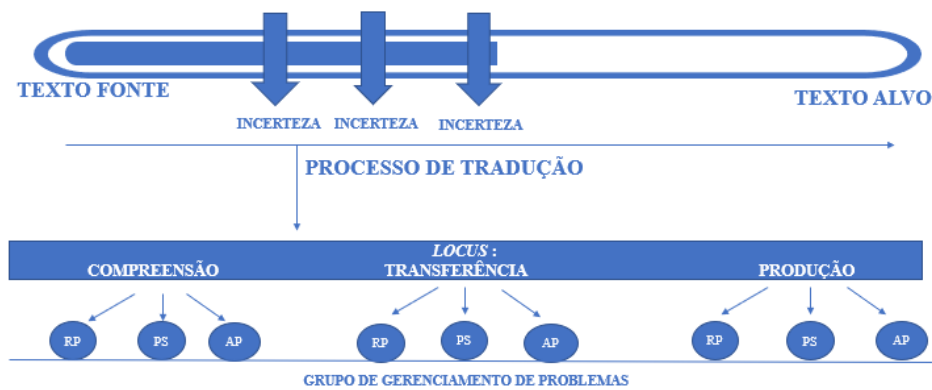 TEXTO FONTE
TEXTO ALVO
INCERTEZA INCERTEZA INCERTEZA
PROCESSO DE TRADUÇÃO
LOCUS :
COMPREENSÃO TRANSFERÊNCIA PRODUÇÃO
RP PS AP RP PS AP RP PS AP
GRUPO DE GERENCIAMENTO DE PROBLEMAS